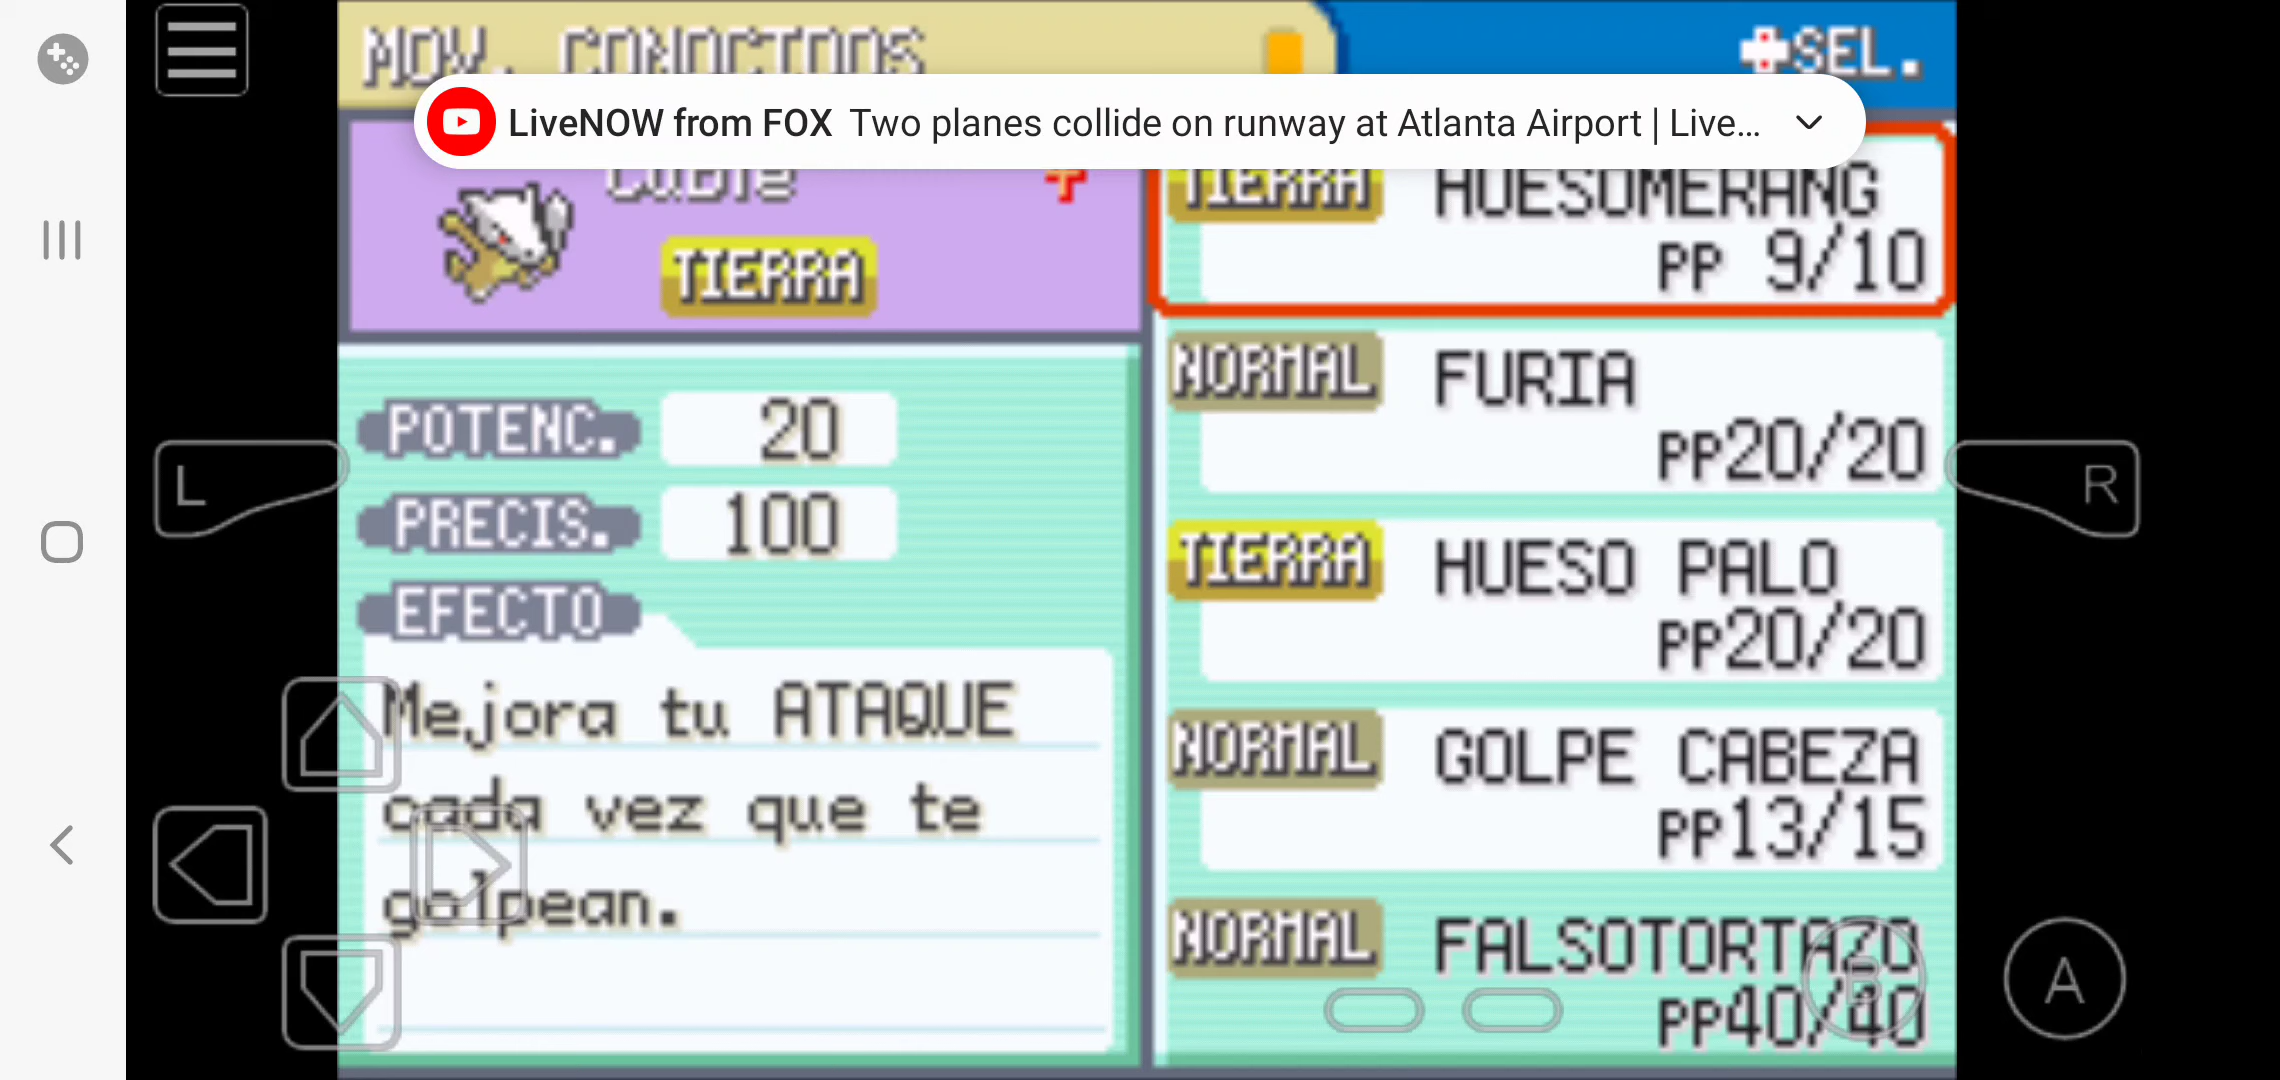 MOV. CONOCIDOS
SEL.
LiveNOW from FOX Two planes collide on runway at Atlanta Airport | Live...
TIERRA
POTENC. 20
PRECIS. 100
EFECTO
Mejora tu ATAQUE
cada vez que te
golpean.
TIERRA HUESOMERANG
PP 9/10
NORMAL FURIA
PP20/20
TIERRA HUESO PALO
PP20/20
NORMAL GOLPE CABEZA
PP13/15
NORMAL FALSOTORTAZO
PP40/40
L
R
B
A